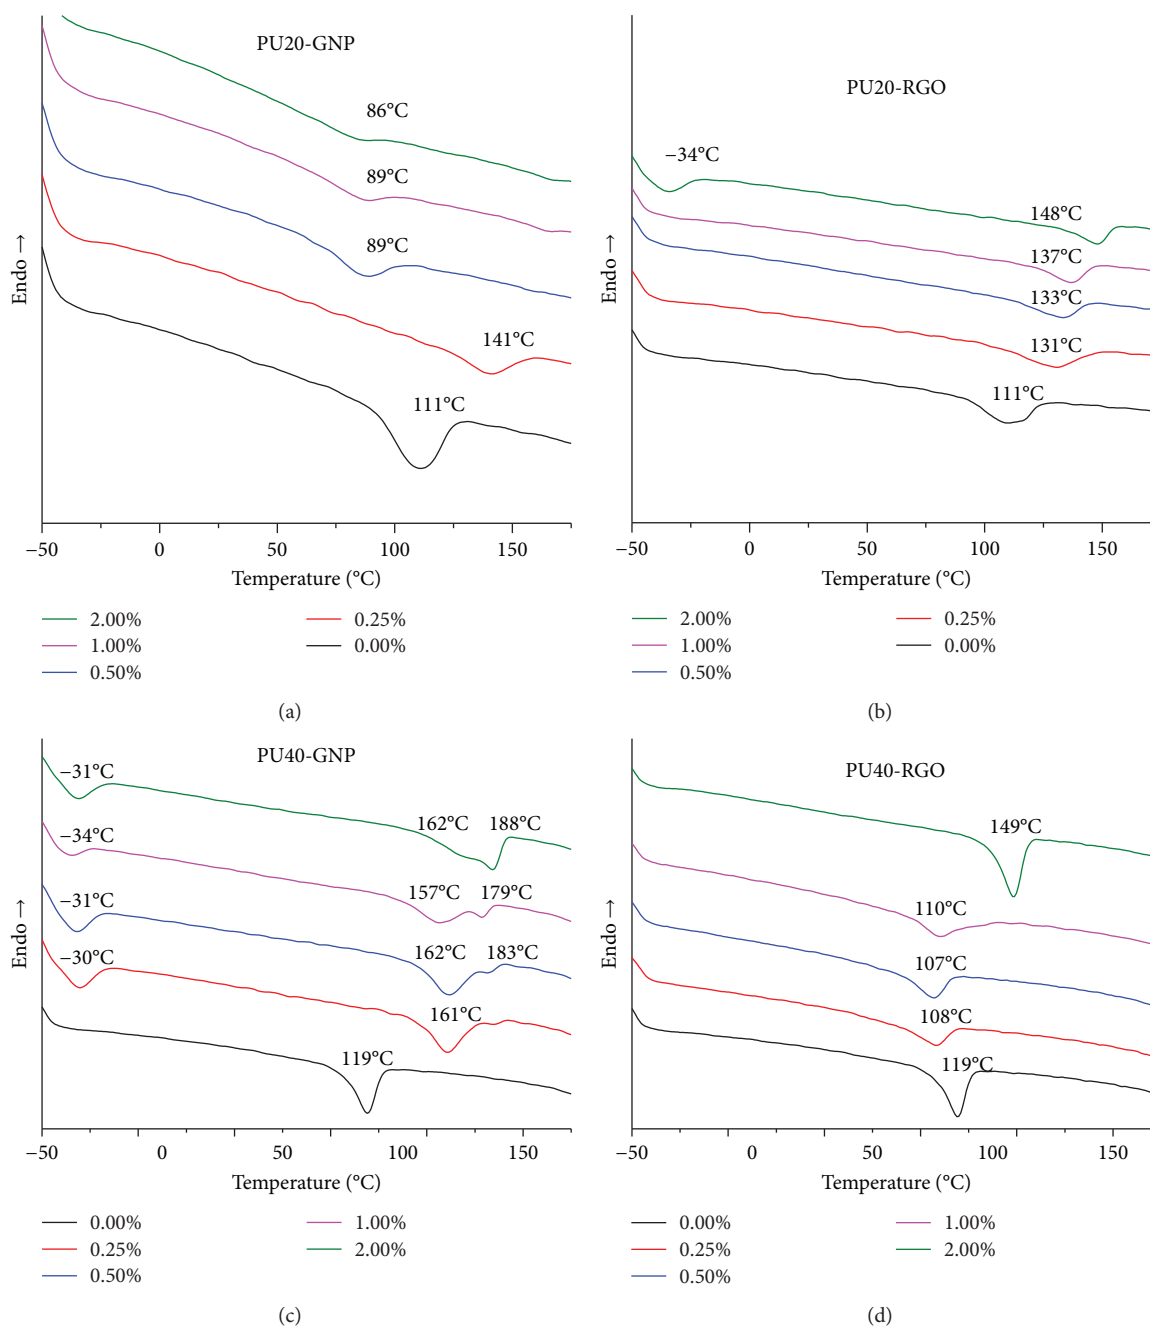 PU20-GNP
86°C
89°C
89°C
141°C
111°C
Endo →
−50 0 50 100 150
Temperature (°C)
2.00% 0.25%
1.00% 0.00%
0.50%
(a)
PU20-RGO
−34°C
148°C
137°C
133°C
131°C
111°C
Endo →
−50 0 50 100 150
Temperature (°C)
2.00% 0.25%
1.00% 0.00%
0.50%
(b)
PU40-GNP
−31°C
162°C 188°C
−34°C
157°C 179°C
−31°C
162°C 183°C
−30°C
161°C
119°C
Endo →
−50 0 50 100 150
Temperature (°C)
0.00% 1.00%
0.25% 2.00%
0.50%
(c)
PU40-RGO
149°C
110°C
107°C
108°C
119°C
Endo →
−50 0 50 100 150
Temperature (°C)
0.00% 1.00%
0.25% 2.00%
0.50%
(d)